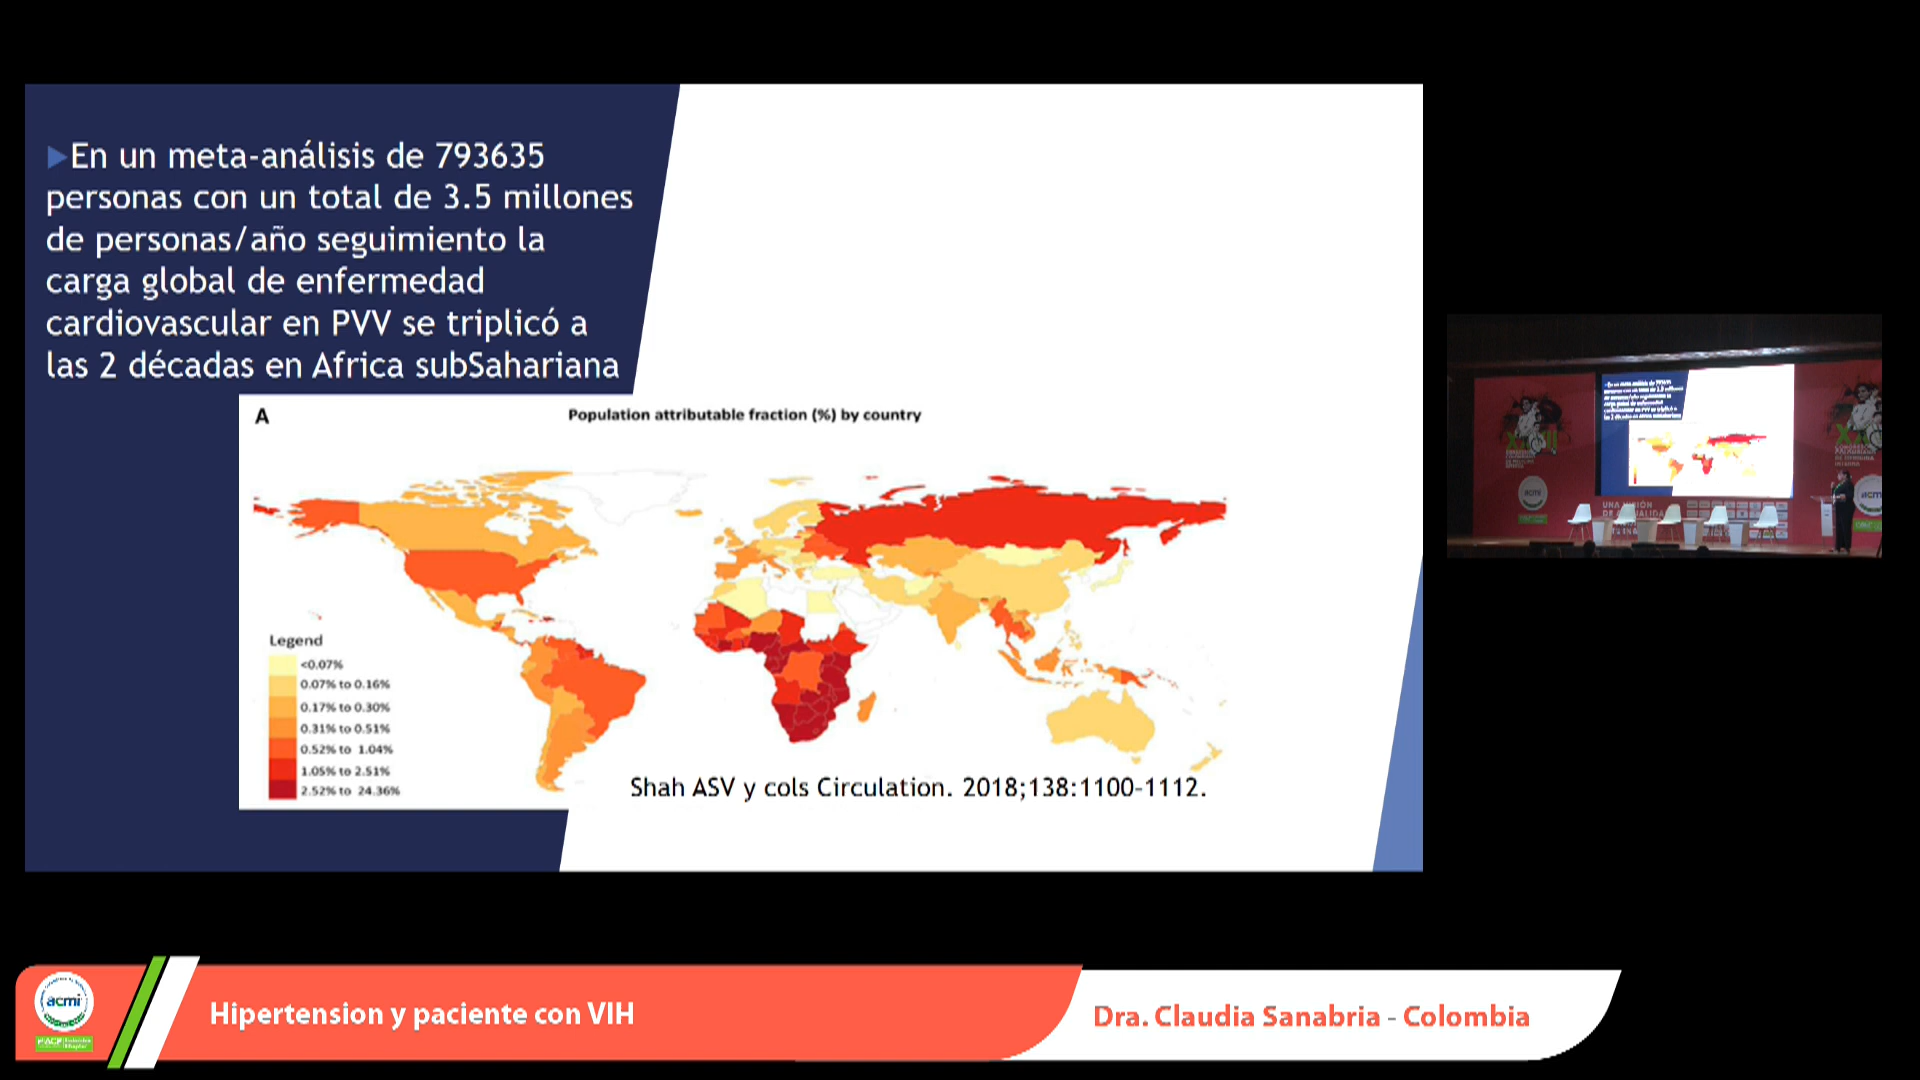 ▶En un meta-análisis de 793635
personas con un total de 3.5 millones
de personas/año seguimiento la
carga global de enfermedad
cardiovascular en PVV se triplicó a
las 2 décadas en Africa subSahariana
A
Population attributable fraction (%) by country
Legend
<0.07%
0.07% to 0.16%
0.17% to 0.30%
0.31% to 0.51%
0.52% to 1.04%
1.05% to 2.51%
2.52% to 24.36%
Shah ASV y cols Circulation. 2018;138:1100-1112.
acmi
Hipertension y paciente con VIH
Dra. Claudia Sanabria - Colombia